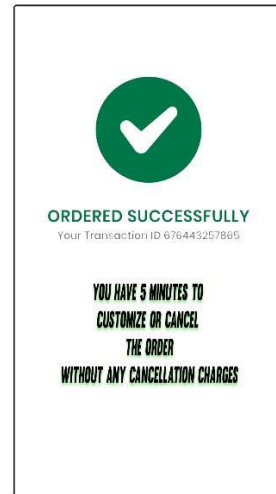 ORDERED SUCCESSFULLY
Your Transaction ID 676443257865
YOU HAVE 5 MINUTES TO
CUSTOMIZE OR CANCEL
THE ORDER
WITHOUT ANY CANCELLATION CHARGES